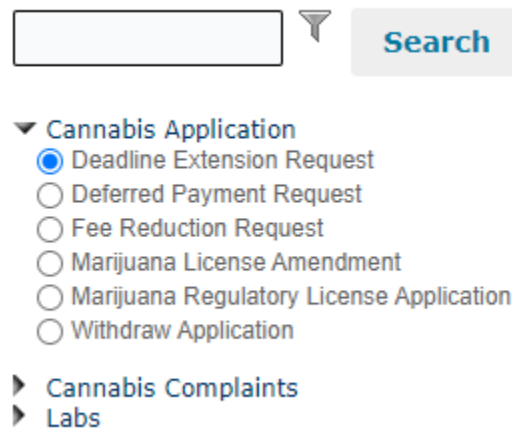 Search
Cannabis Application
Deadline Extension Request
Deferred Payment Request
Fee Reduction Request
Marijuana License Amendment
Marijuana Regulatory License Application
Withdraw Application
Cannabis Complaints
Labs